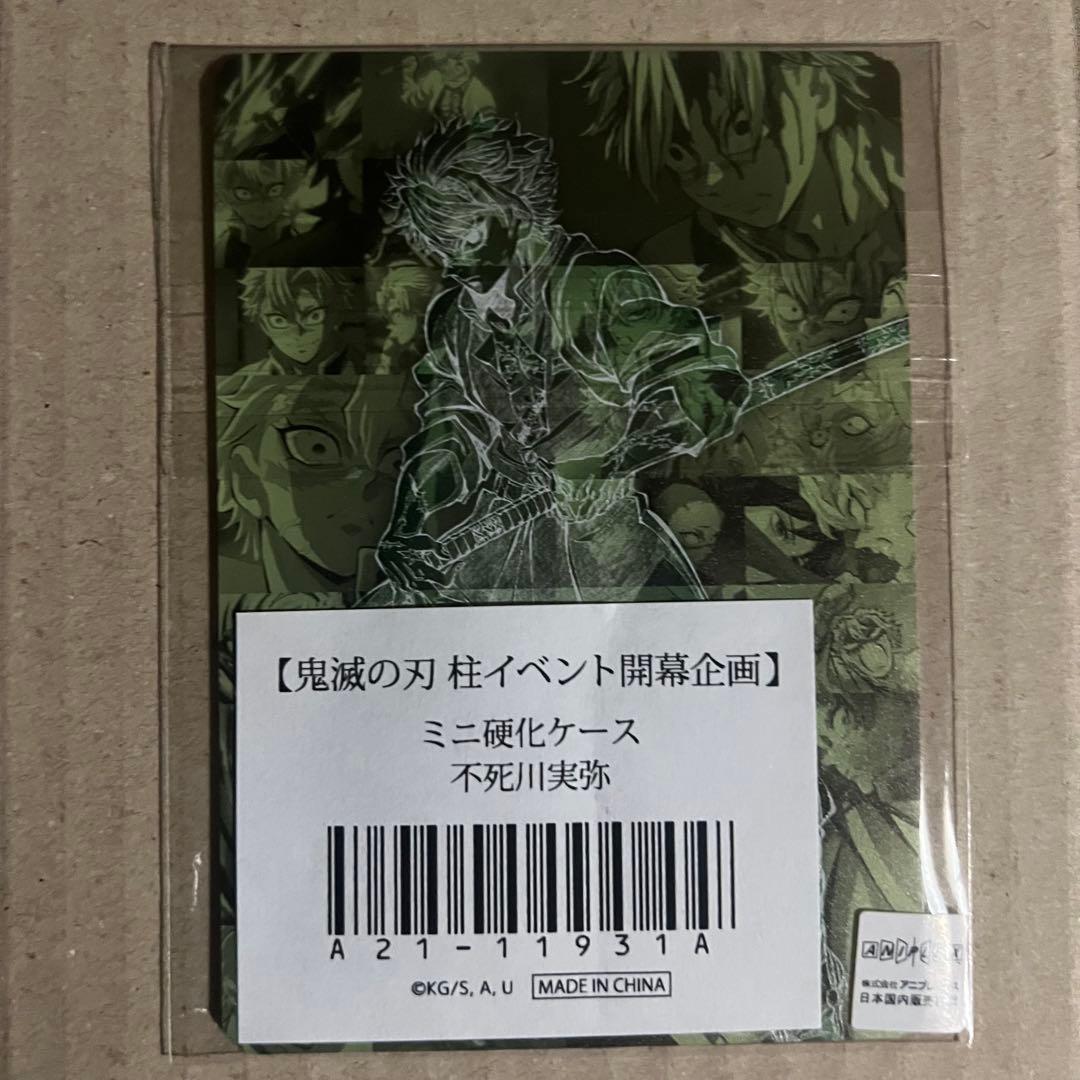 【鬼滅の刃 柱イベント開幕企画】
ミニ硬化ケース
不死川実弥
A21-11931A
©KG/S, A, U MADE IN CHINA
株式会社 アニプレックス
日本国内販売